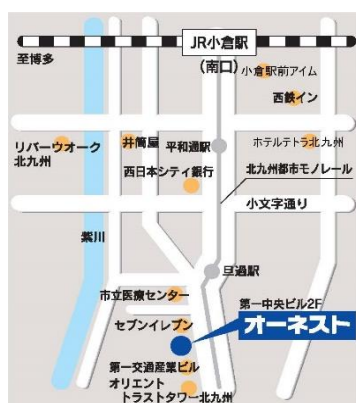 JR小倉駅
至博多
(南口)
小倉駅前アイム
西鉄イン
リバーウオーク
北九州
井筒屋
平和通駅
ホテルテトラ北九州
西日本シティ銀行
北九州都市モノレール
小文字通り
紫川
旦過駅
市立医療センター
第一中央ビル2F
セブンイレブン
オーネスト
第一交通産業ビル
オリエント
トラストタワー北九州